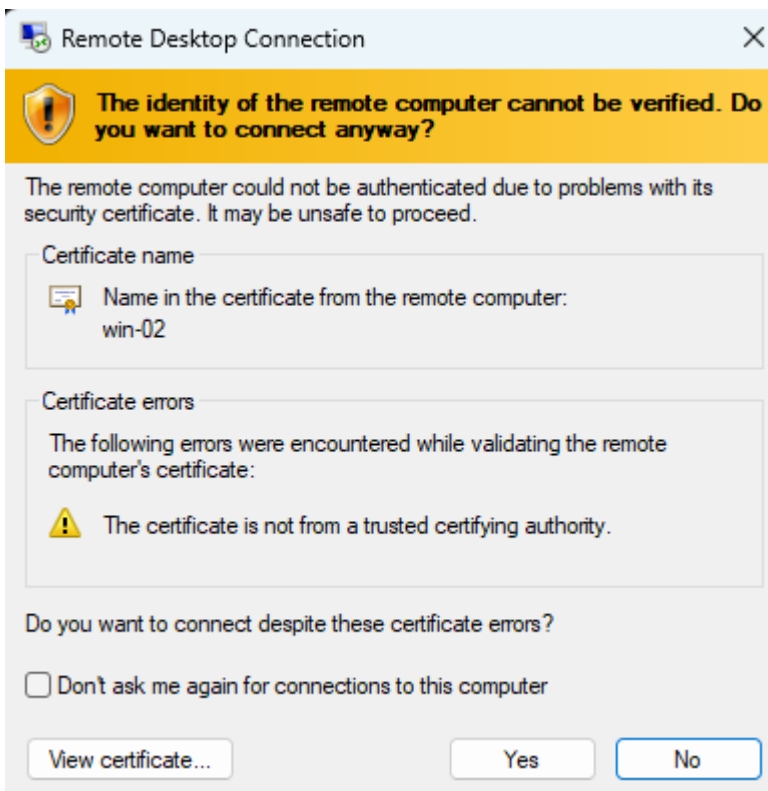 Remote Desktop Connection
The identity of the remote computer cannot be verified. Do
you want to connect anyway?
The remote computer could not be authenticated due to problems with its
security certificate. It may be unsafe to proceed.
Certificate name
Name in the certificate from the remote computer:
win-02
Certificate errors
The following errors were encountered while validating the remote
computer's certificate:
The certificate is not from a trusted certifying authority.
Do you want to connect despite these certificate errors?
Don't ask me again for connections to this computer
View certificate...
Yes
No